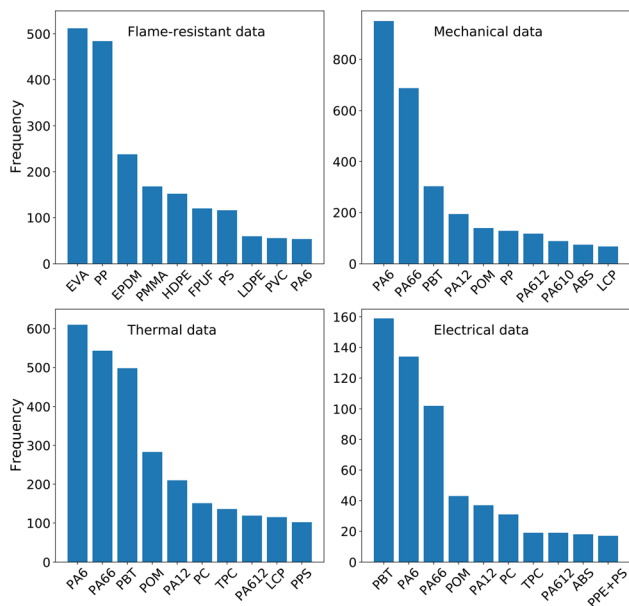 Flame-resistant data
Frequency
500
400
300
200
100
0
EVA PP EPDM PMMA HDPE FPUF PS LDPE PVC PA6
Mechanical data
800
600
400
200
0
PA6 PA66 PBT PA12 POM PP PA612 PA610 ABS LCP
Thermal data
Frequency
600
500
400
300
200
100
0
PA6 PA66 PBT POM PA12 PC TPC PA612 LCP PPS
Electrical data
160
140
120
100
80
60
40
20
0
PBT PA6 PA66 POM PA12 PC TPC PA612 ABS PPE+PS